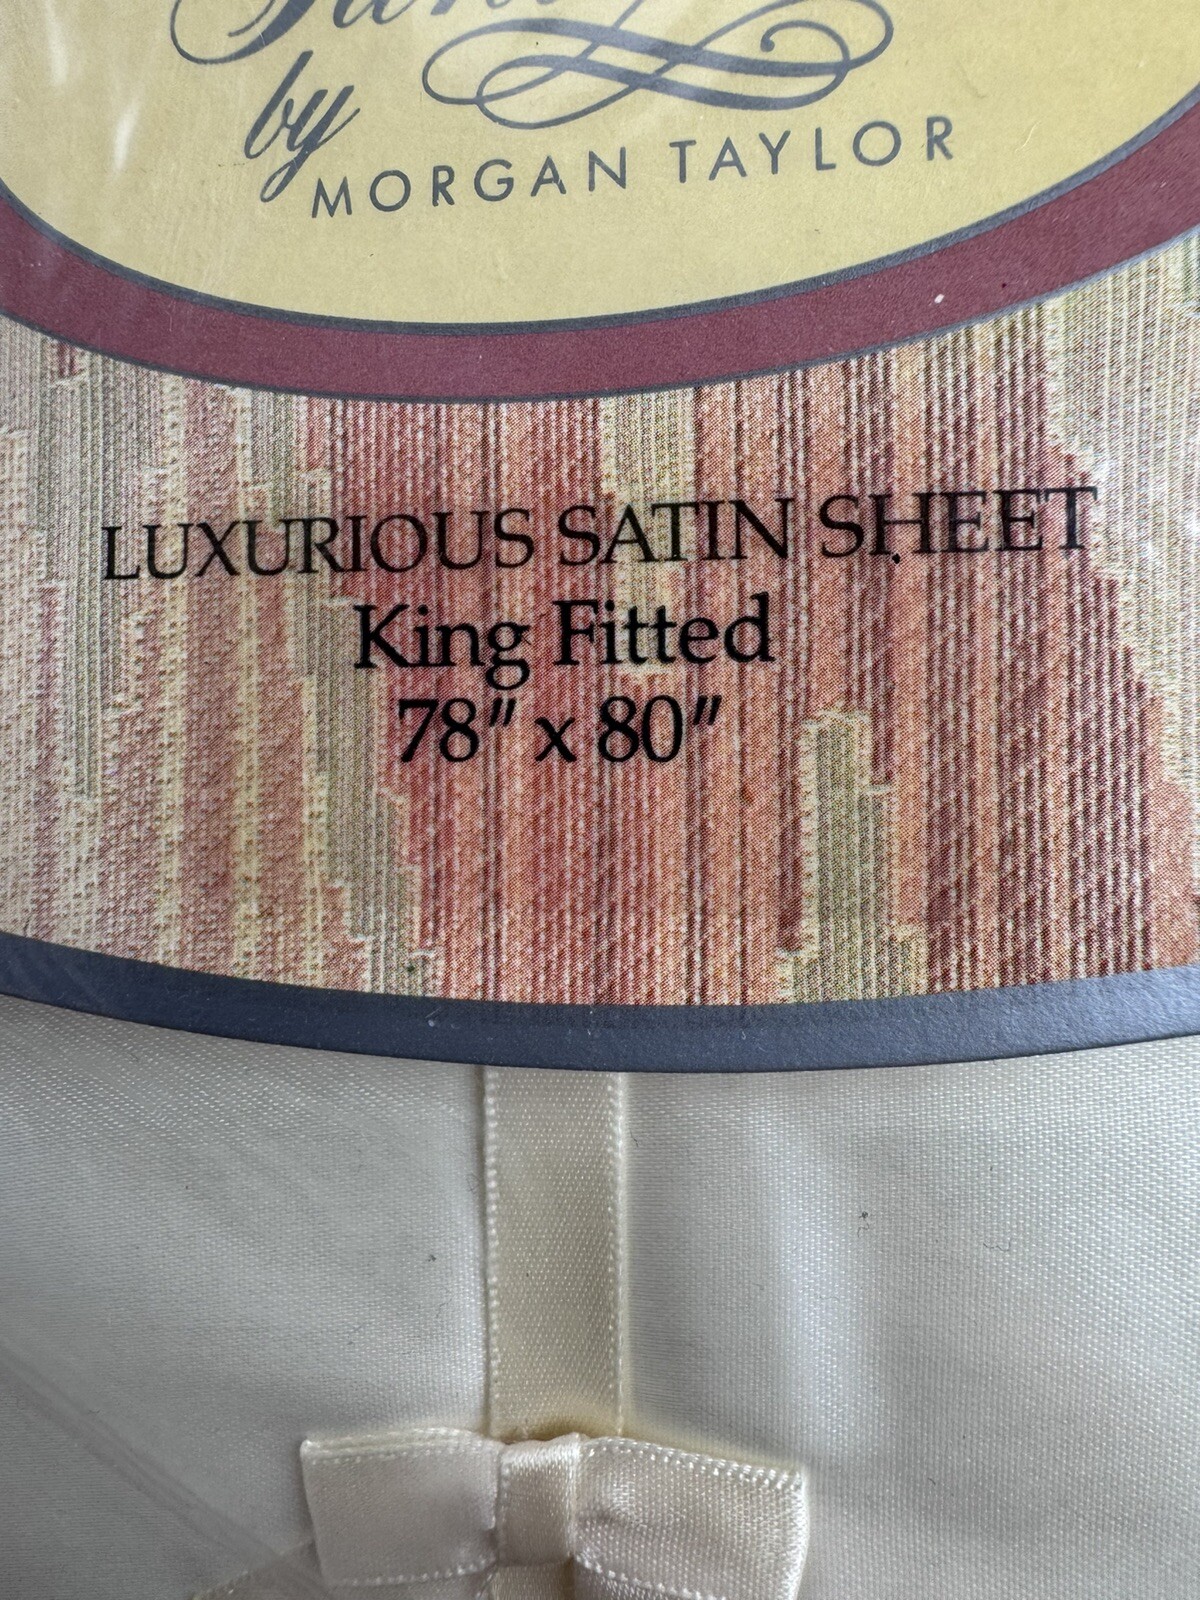 by
MORGAN TAYLOR
LUXURIOUS SATIN SHEET
King Fitted
78" x 80"